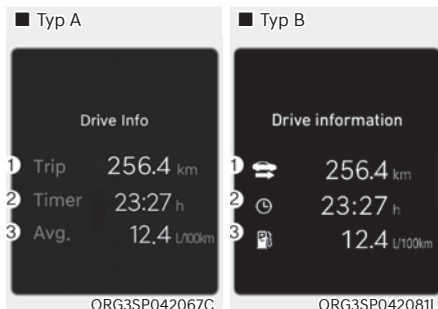 ■ Typ A
Drive Info
1 Trip 256.4 km
2 Timer 23:27 h
3 Avg. 12.4 L/100km
ORG3SP042067C
■ Typ B
Drive information
1 256.4 km
2 23:27 h
3 12.4 L/100km
ORG3SP042081L